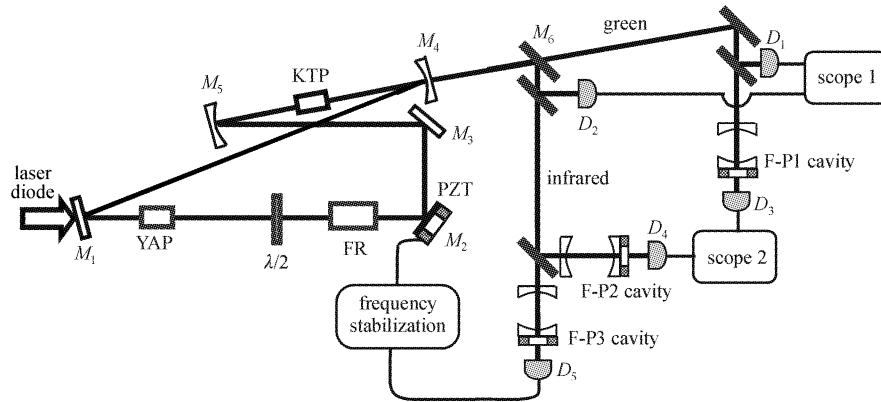 green
M6
D1
scope 1
M4
KTP
M5
D2
M3
F-P1 cavity
infrared
laser
diode
PZT
D3
D4
M1
YAP
λ/2
FR
M2
scope 2
F-P2 cavity
frequency
stabilization
F-P3 cavity
D5